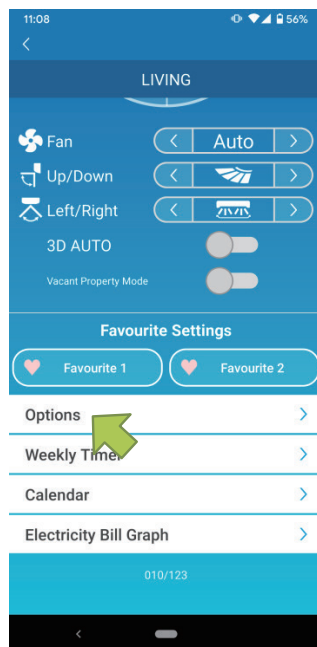 11:08 56%
LIVING
Fan Auto
Up/Down
Left/Right
3D AUTO
Vacant Property Mode
Favourite Settings
Favourite 1 Favourite 2
Options
Weekly Timer
Calendar
Electricity Bill Graph
010/123